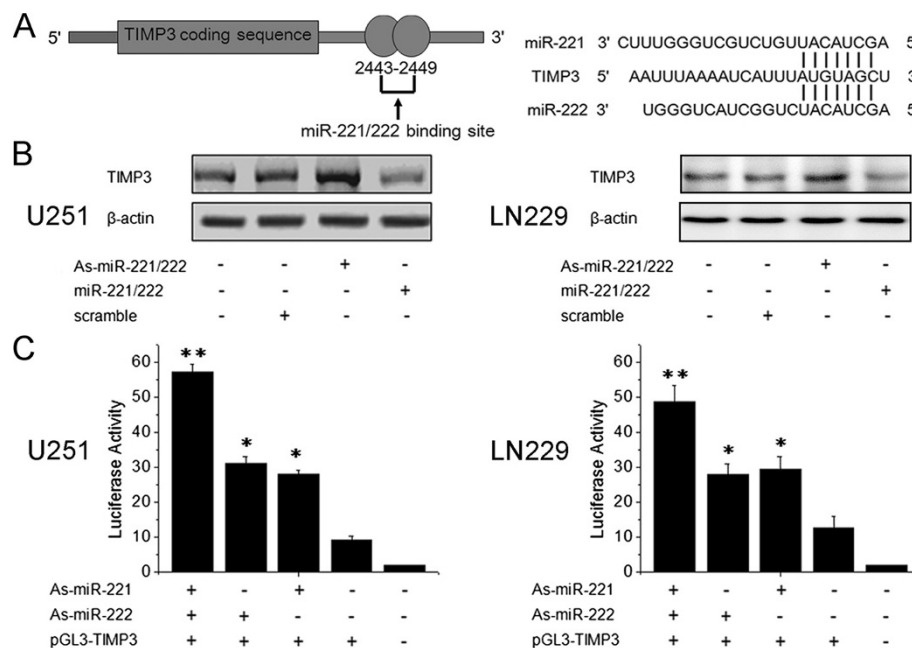 A
5' TIMP3 coding sequence 3'
2443-2449
miR-221/222 binding site
miR-221 3' CUUUGGGUCGUCUGUUACAUCGA 5
TIMP3 5' AAUUUAAAAUCAUUUAUGUAGCU 3
miR-222 3' UGGGUCAUCGGUCUACAUCGA 5
B
U251
TIMP3
β-actin
As-miR-221/222 - - + -
miR-221/222 - - - +
scramble - + - -
LN229
TIMP3
β-actin
As-miR-221/222 - - + -
miR-221/222 - - - +
scramble - + - -
C
U251
Luciferase Activity
60
50
40
30
20
10
0
** * *
As-miR-221 + - + - -
As-miR-222 + + - - -
pGL3-TIMP3 + + + + -
LN229
Luciferase Activity
60
50
40
30
20
10
0
** * *
As-miR-221 + - + - -
As-miR-222 + + - - -
pGL3-TIMP3 + + + + -